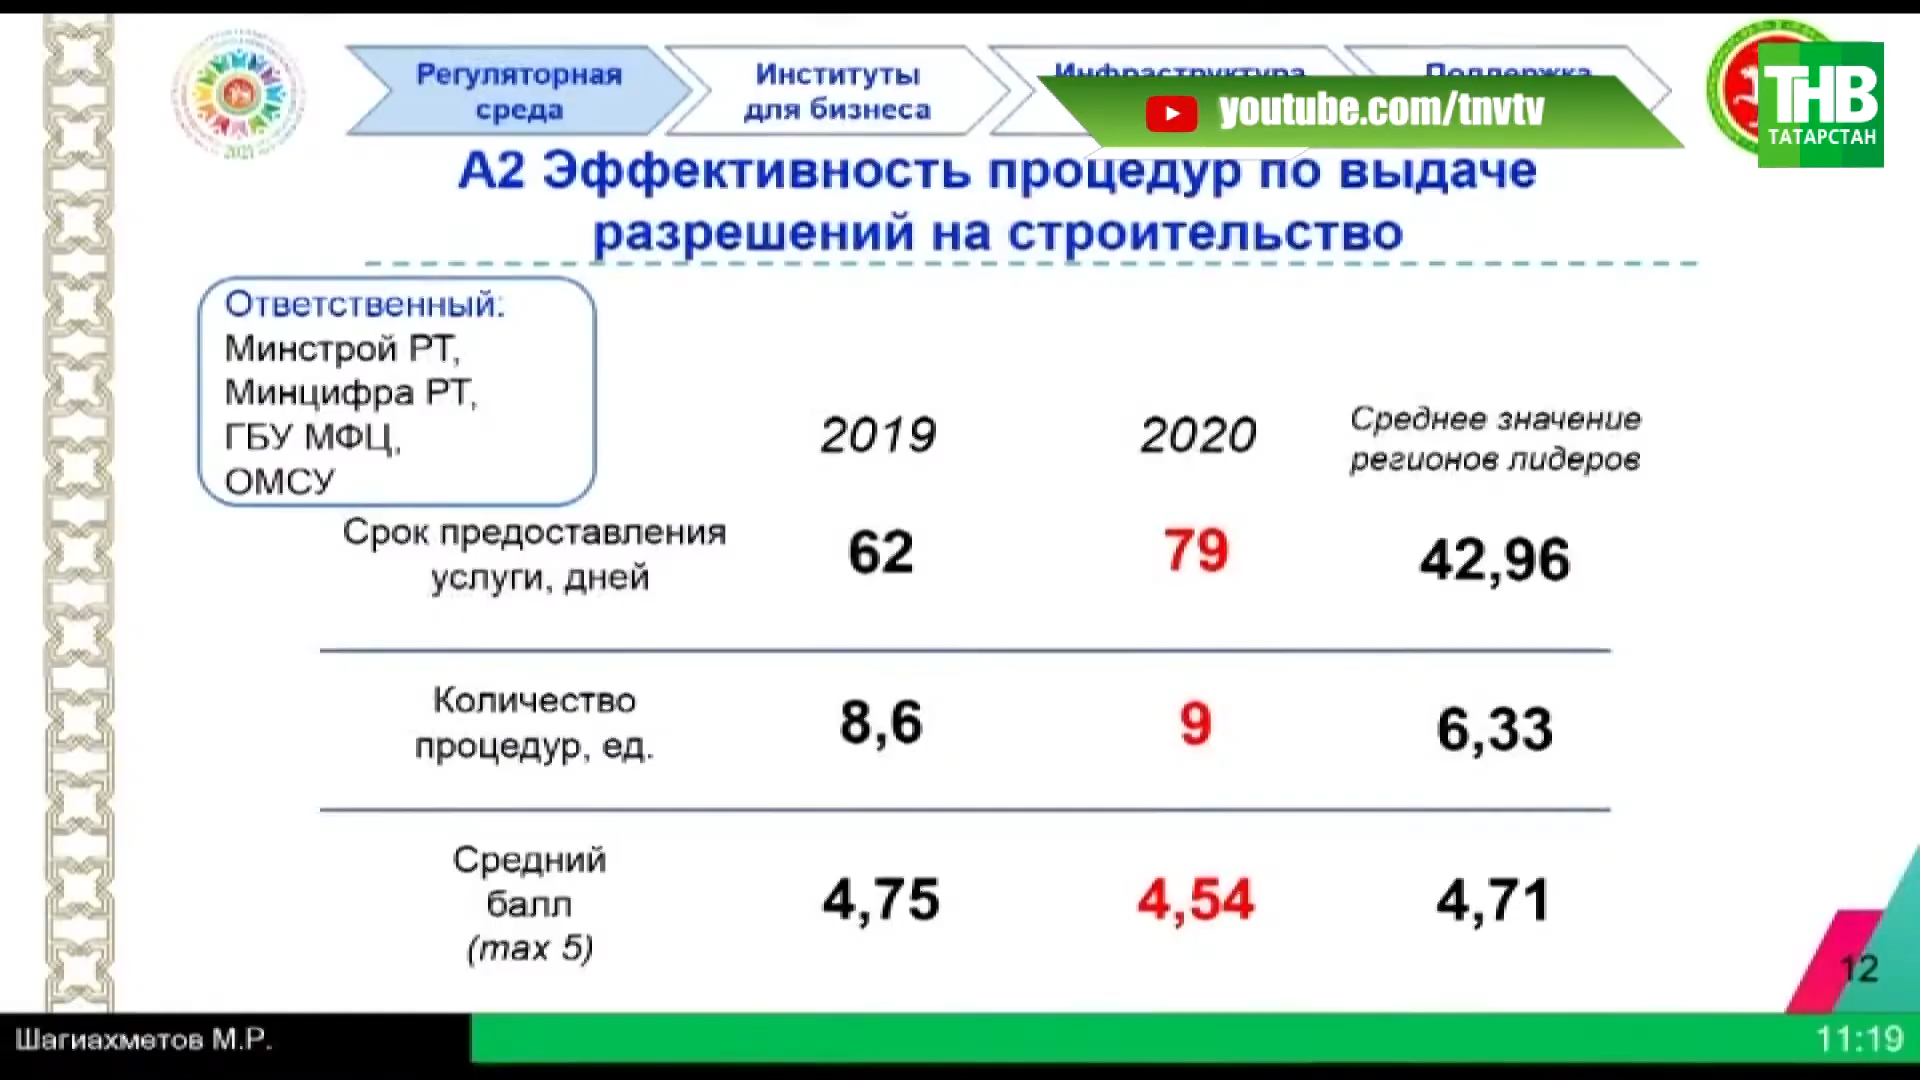 Регуляторная
среда
Институты
для бизнеса
Инфраструктура
Поддержка
youtube.com/tnvtv
ТНВ
ТАТАРСТАН
2021
А2 Эффективность процедур по выдаче
разрешений на строительство
Ответственный:
Минстрой РТ,
Минцифра РТ,
ГБУ МФЦ,
ОМСУ
2019
2020
Среднее значение
регионов лидеров
Срок предоставления
услуги, дней
62
79
42,96
Количество
процедур, ед.
8,6
9
6,33
Средний
балл
(max 5)
4,75
4,54
4,71
12
Шагиахметов М.Р.
11:19